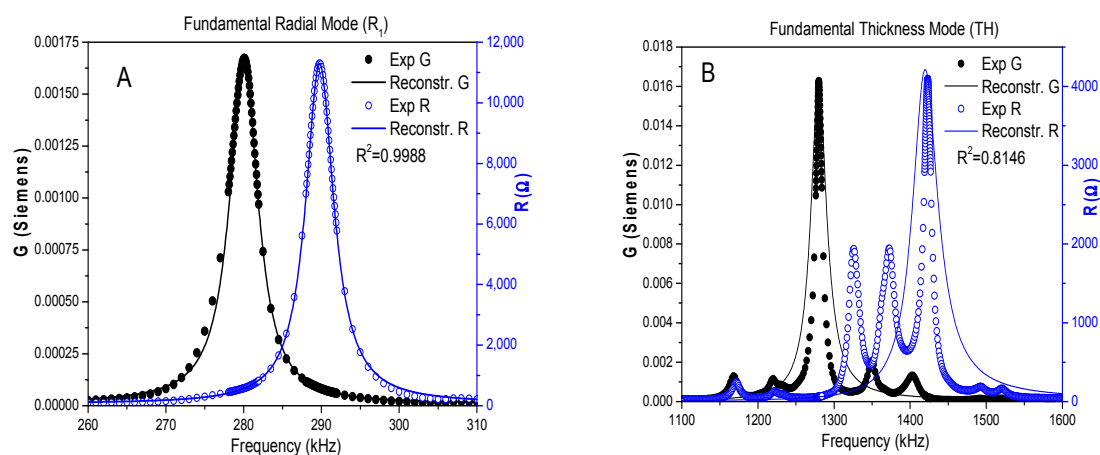 Fundamental Radial Mode (R1)
A
Exp G
Reconstr. G
Exp R
Reconstr. R
R2=0.9988
0.00175
0.00150
0.00125
0.00100
0.00075
0.00050
0.00025
0.00000
G (Siemens)
12,000
10,000
8,000
6,000
4,000
2,000
0
R (Ω)
260 270 280 290 300 310
Frequency (kHz)
Fundamental Thickness Mode (TH)
B
Exp G
Reconstr. G
Exp R
Reconstr. R
R2=0.8146
0.018
0.016
0.014
0.012
0.010
0.008
0.006
0.004
0.002
0.000
G (Siemens)
4000
3000
2000
1000
0
R (Ω)
1100 1200 1300 1400 1500 1600
Frequency (kHz)